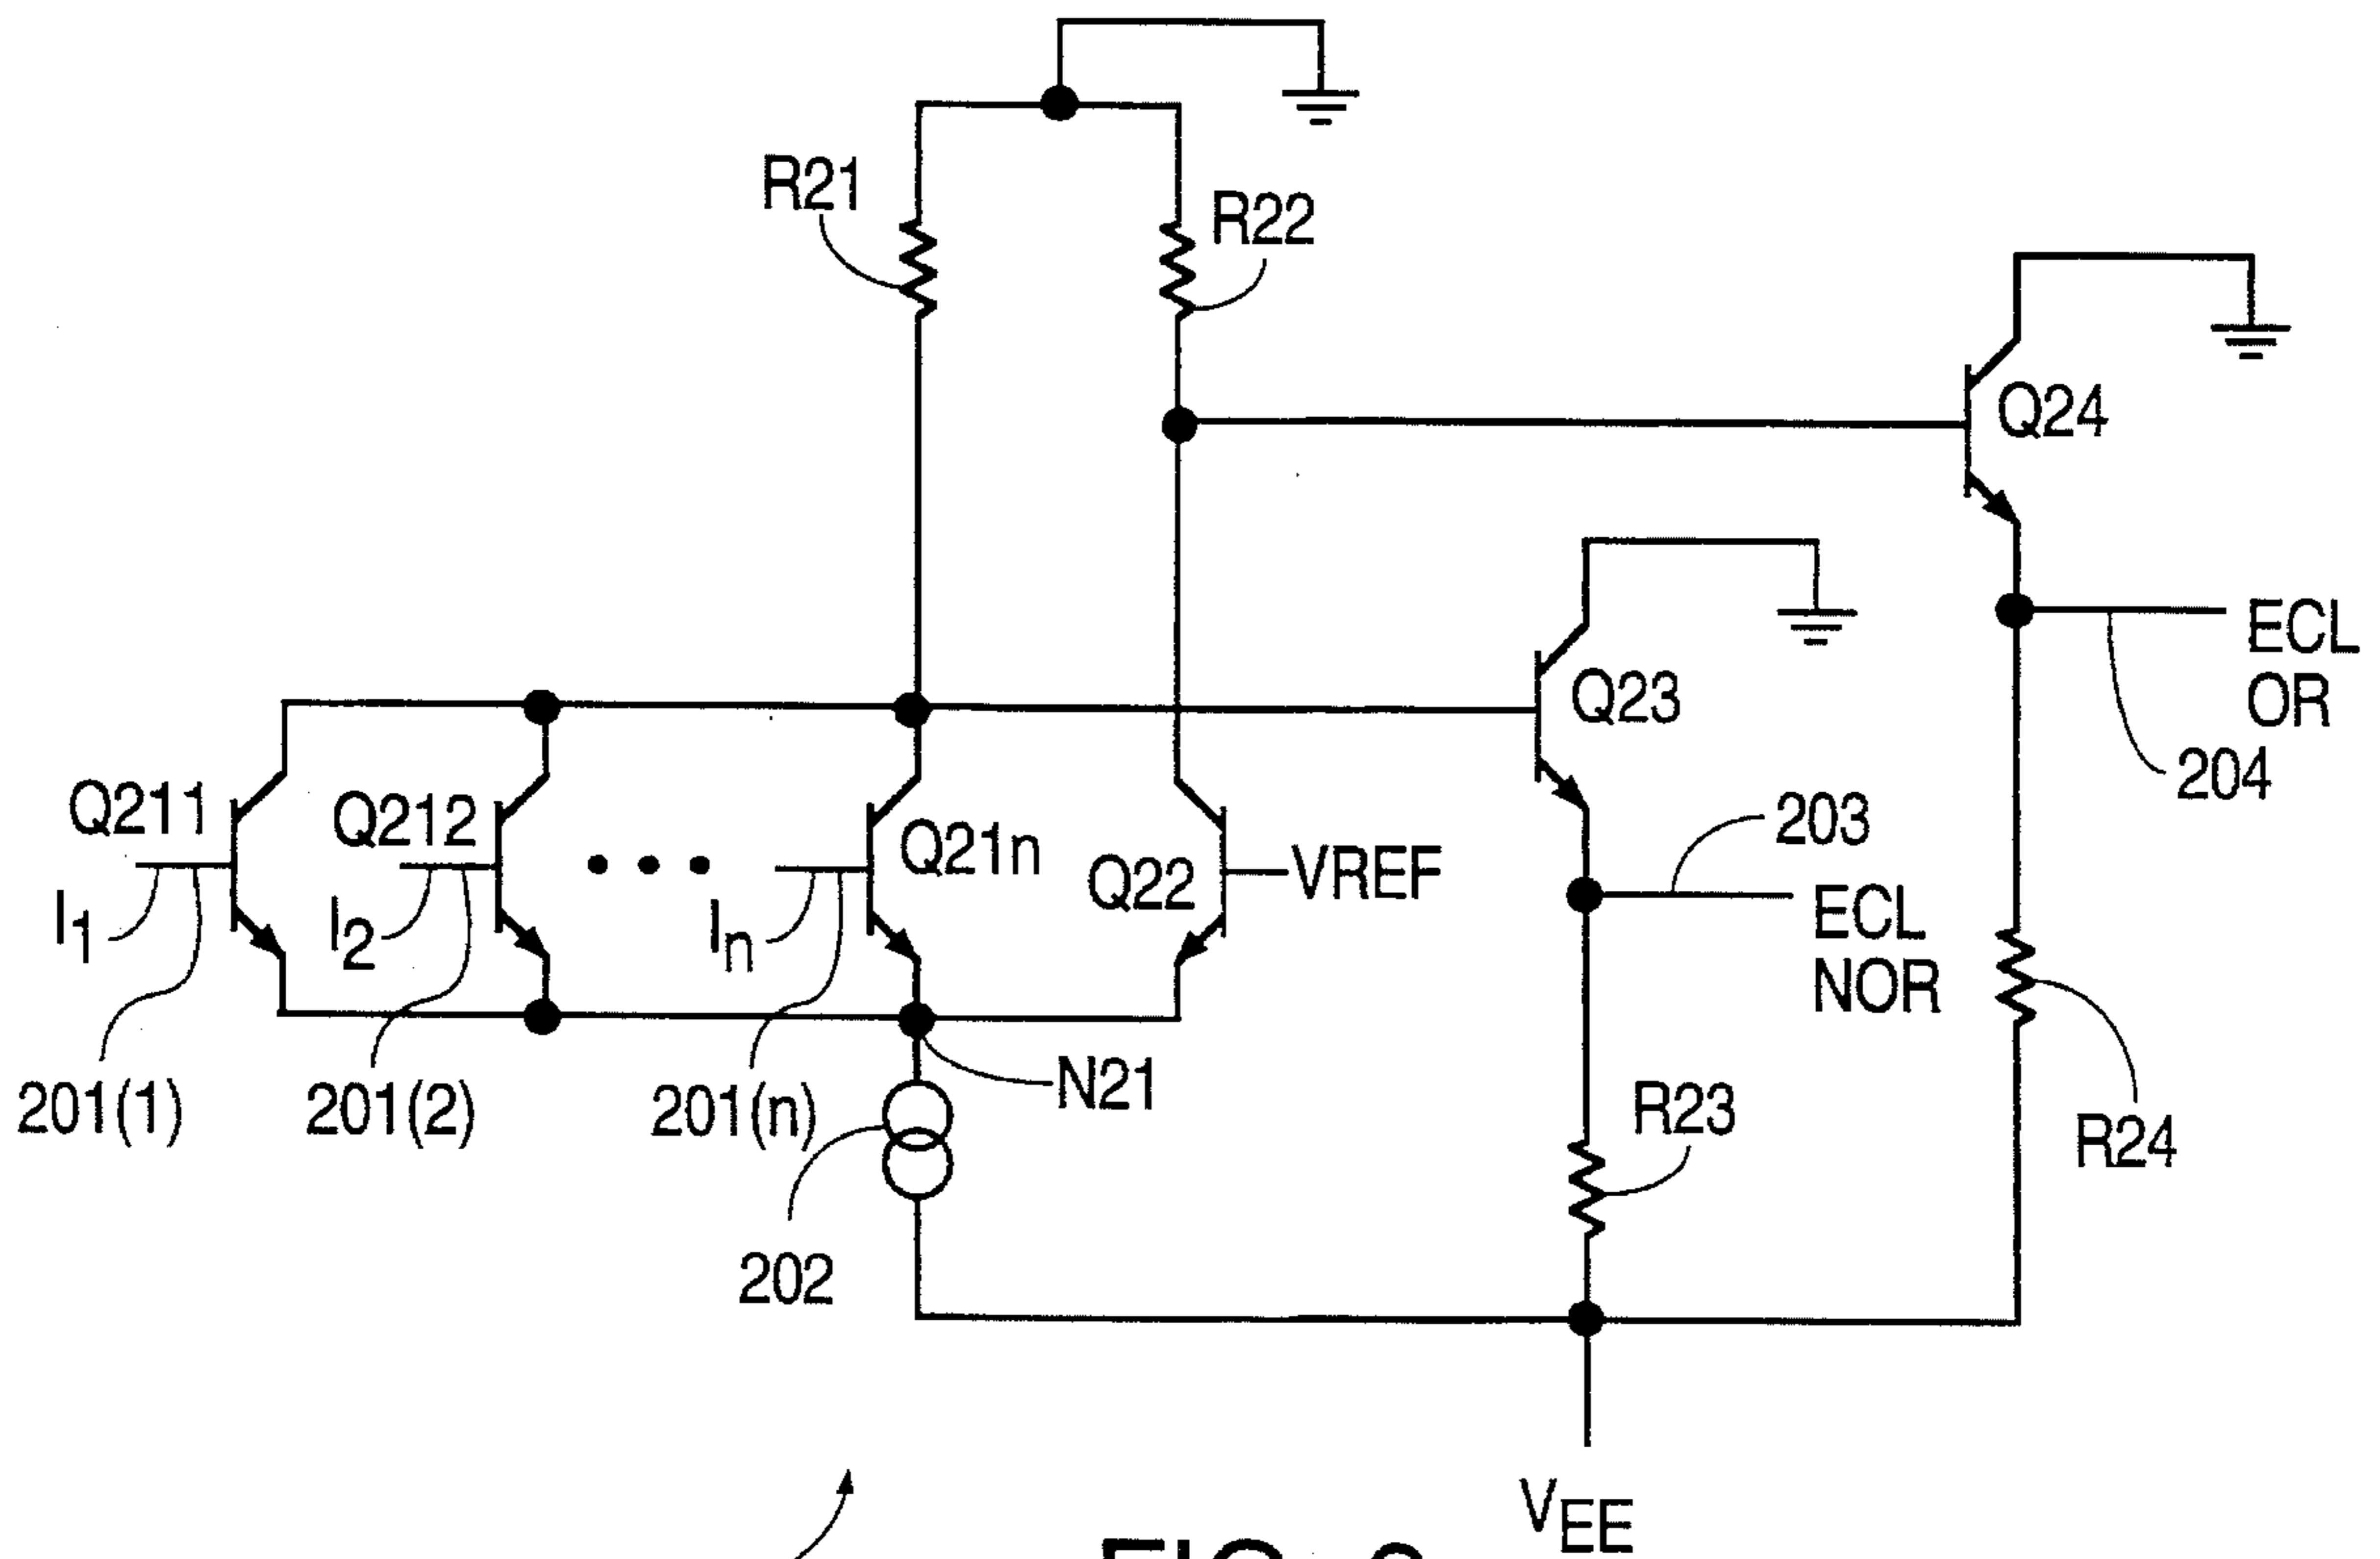 R21
R22
Q24
ECL
OR
204
Q23
203
ECL
NOR
Q211
Q212
Q21n
Q22
VREF
I1
I2
In
201(1)
201(2)
201(n)
N21
202
R23
R24
VEE